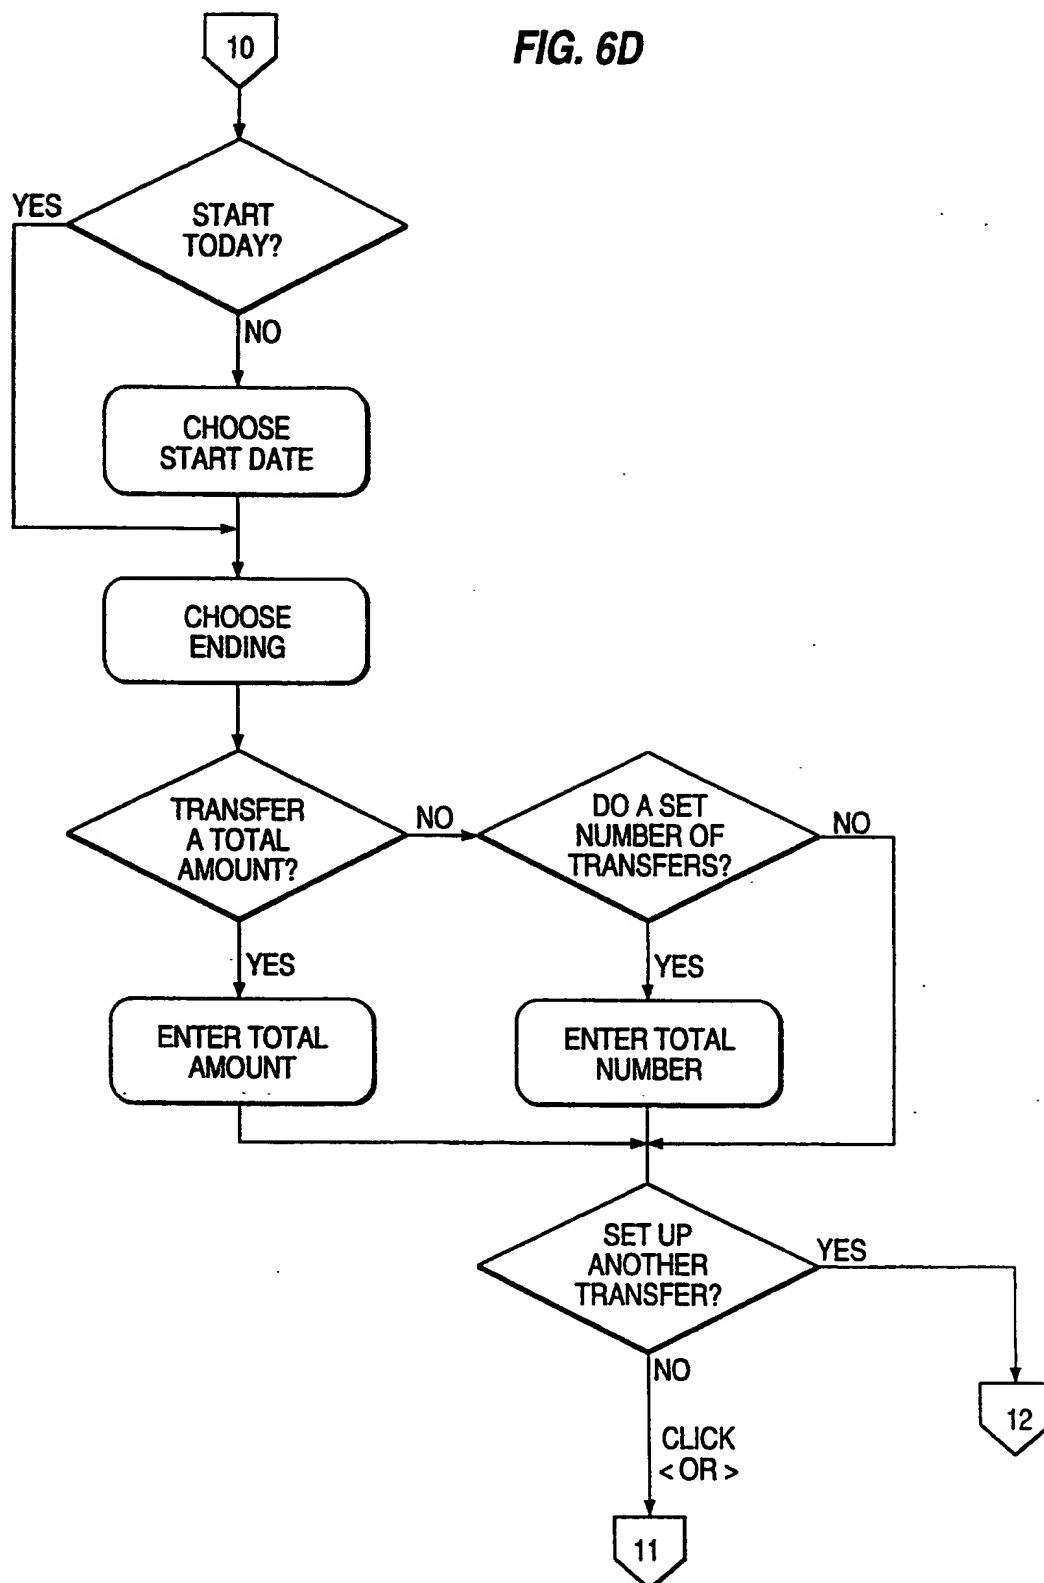 10
FIG. 6D
YES
START
TODAY?
NO
CHOOSE
START DATE
CHOOSE
ENDING
TRANSFER
A TOTAL
AMOUNT?
NO
DO A SET
NUMBER OF
TRANSFERS?
NO
YES
YES
ENTER TOTAL
AMOUNT
ENTER TOTAL
NUMBER
SET UP
ANOTHER
TRANSFER?
YES
NO
12
CLICK
< OR >
11